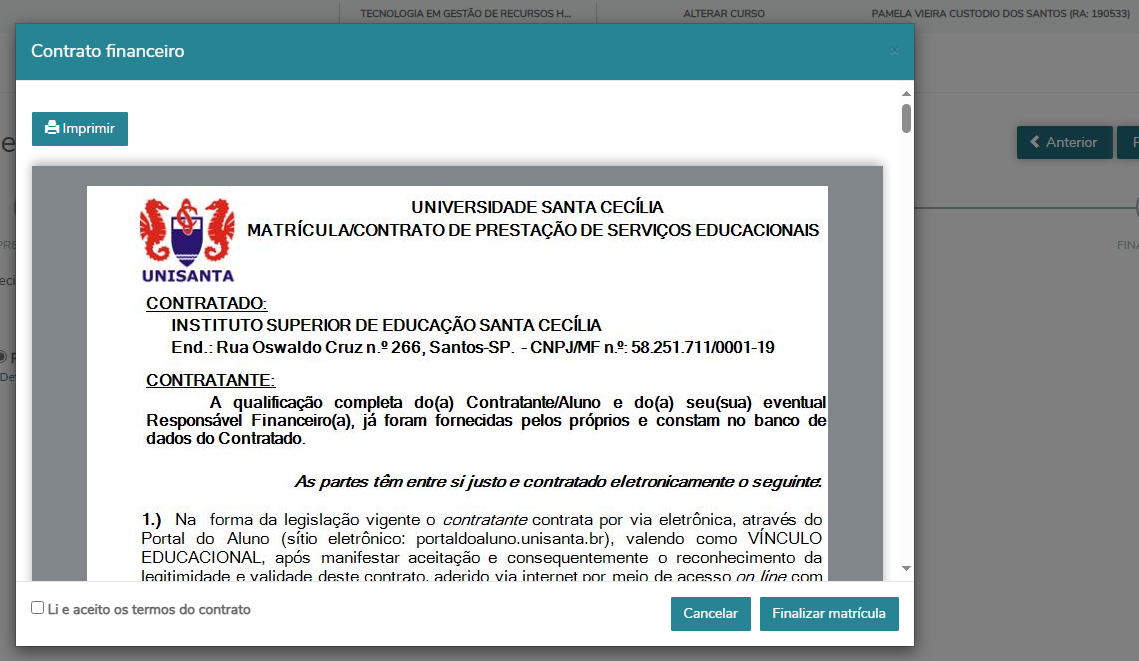 TECNOLOGIA EM GESTÃO DE RECURSOS H...
ALTERAR CURSO
PAMELA VIEIRA CUSTODIO DOS SANTOS (RA: 190533)
Contrato financeiro
×
Imprimir
Anterior
UNISANTA
UNIVERSIDADE SANTA CECÍLIA
MATRÍCULA/CONTRATO DE PRESTAÇÃO DE SERVIÇOS EDUCACIONAIS
CONTRATADO:
INSTITUTO SUPERIOR DE EDUCAÇÃO SANTA CECÍLIA
End.: Rua Oswaldo Cruz n.º 266, Santos-SP. - CNPJ/MF n.º: 58.251.711/0001-19
CONTRATANTE:
A qualificação completa do(a) Contratante/Aluno e do(a) seu(sua) eventual
Responsável Financeiro(a), já foram fornecidas pelos próprios e constam no banco de
dados do Contratado.
As partes têm entre si justo e contratado eletronicamente o seguinte:
1.) Na forma da legislação vigente o contratante contrata por via eletrônica, através do
Portal do Aluno (sítio eletrônico: portaldoaluno.unisanta.br), valendo como VÍNCULO
EDUCACIONAL, após manifestar aceitação e consequentemente o reconhecimento da
legitimidade e validade deste contrato, aderido via internet por meio de acesso on line com
Li e aceito os termos do contrato
Cancelar
Finalizar matrícula